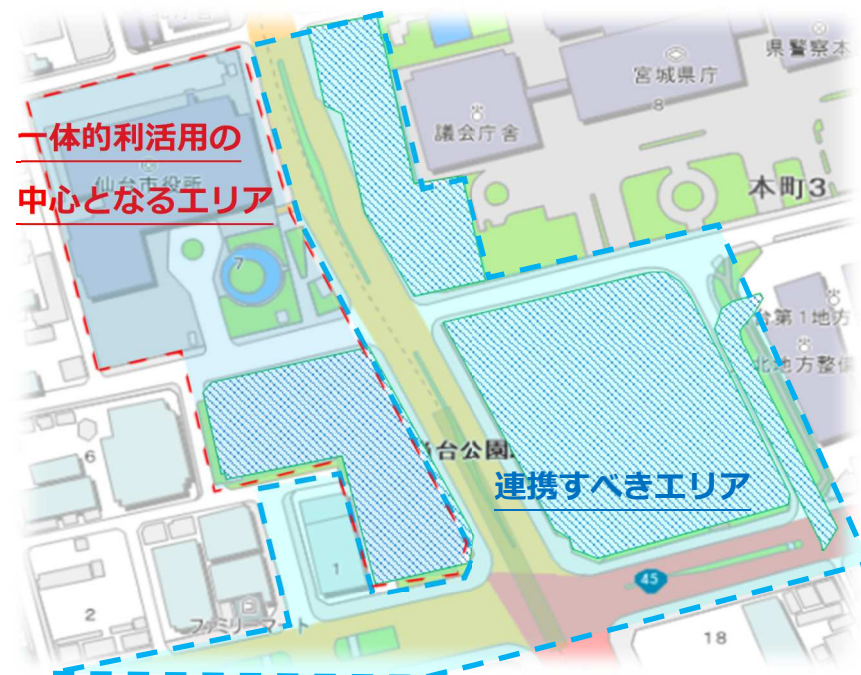 県警察本
宮城県庁
8
議会庁舎
一体的利活用の
仙台市役所
中心となるエリア
本町3
7
台第1地方
北地方整備
台公園
6
連携すべきエリア
1
45
2
ファミリーマート
18